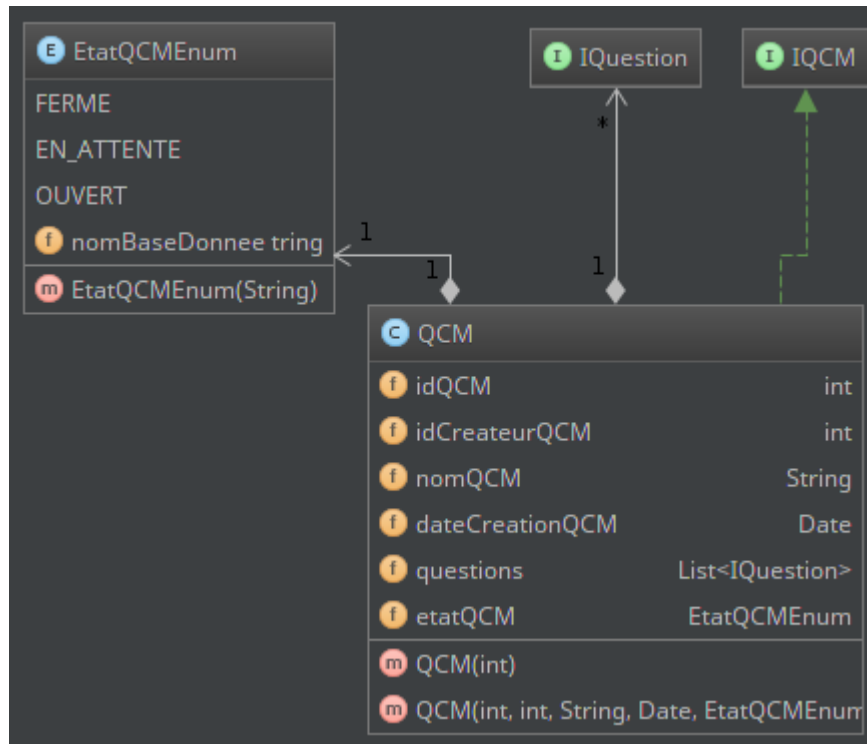 E EtatQCMEnum
FERME
EN_ATTENTE
OUVERT
f nomBaseDonnee tring
m EtatQCMEnum(String)
I IQuestion
I IQCM
*
1
1
1
C QCM
f idQCM int
f idCreateurQCM int
f nomQCM String
f dateCreationQCM Date
f questions List<IQuestion>
f etatQCM EtatQCMEnum
m QCM(int)
m QCM(int, int, String, Date, EtatQCMEnum